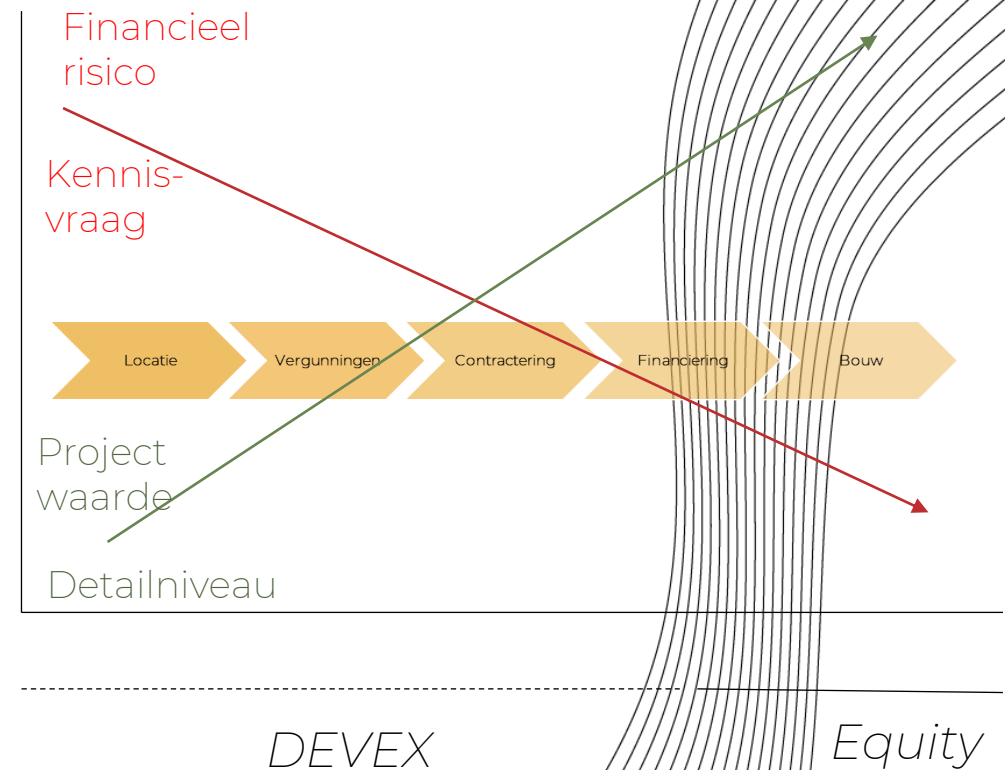 Financieel
risico
Kennis-
vraag
Locatie
Vergunningen
Contractering
Financiering
Bouw
Project
waarde
Detailniveau
DEVEX
Equity